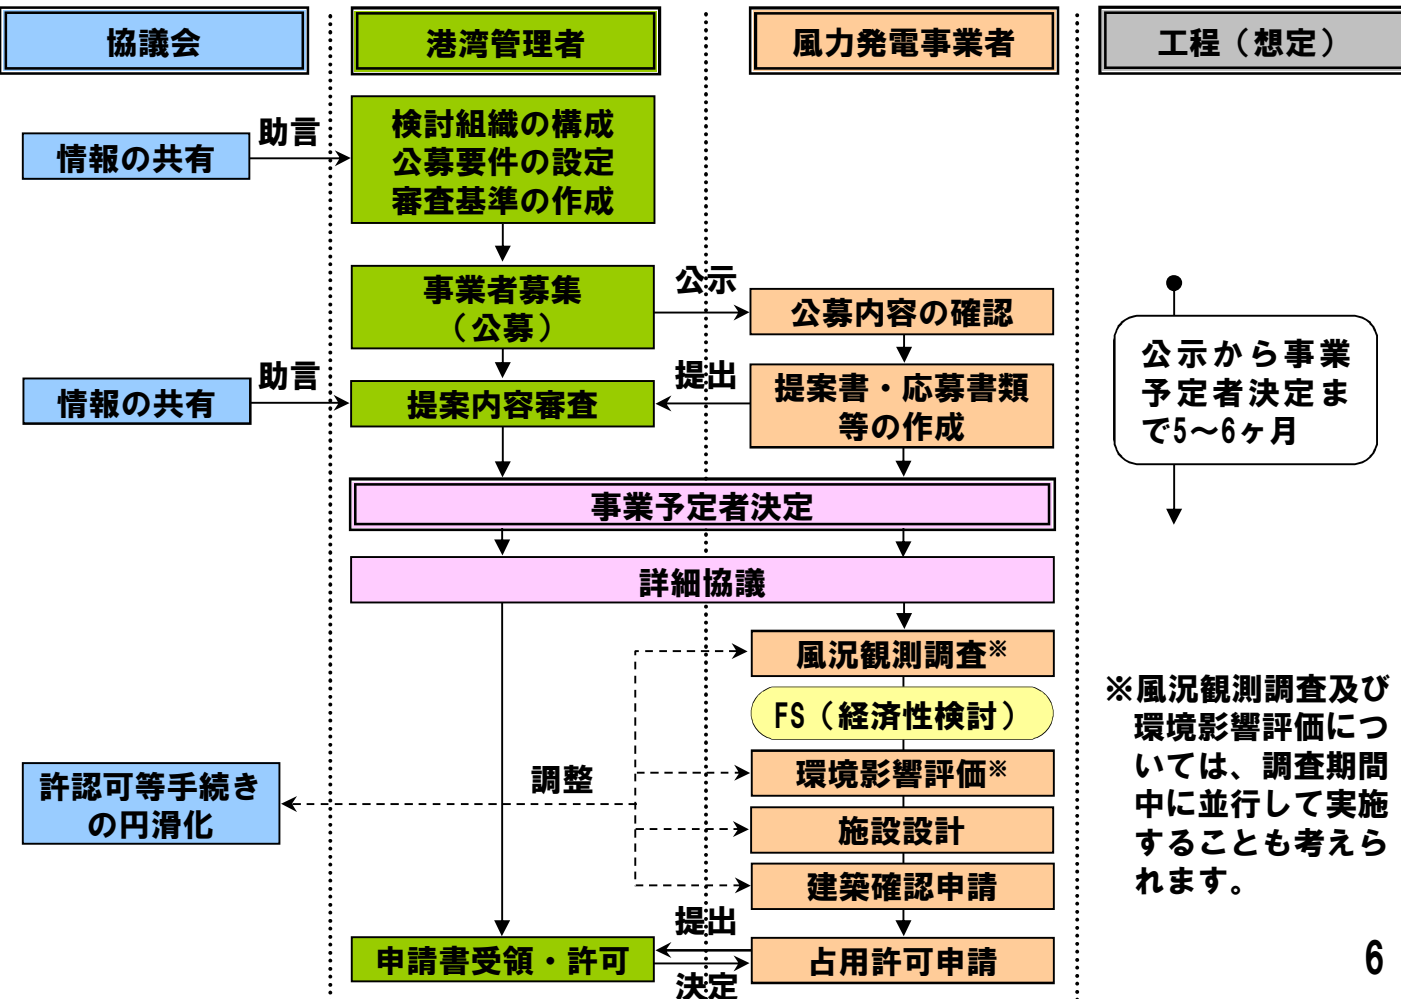 協議会
港湾管理者
風力発電事業者
工程（想定）
情報の共有
助言
検討組織の構成
公募要件の設定
審査基準の作成
事業者募集
（公募）
公示
公募内容の確認
情報の共有
助言
提案内容審査
提出
提案書・応募書類
等の作成
公示から事業
予定者決定ま
で5～6ヶ月
事業予定者決定
詳細協議
風況観測調査※
FS（経済性検討）
環境影響評価※
施設設計
建築確認申請
許認可等手続き
の円滑化
調整
※風況観測調査及び
環境影響評価につ
いては、調査期間
中に並行して実施
することも考えら
れます。
申請書受領・許可
提出
決定
占用許可申請
6